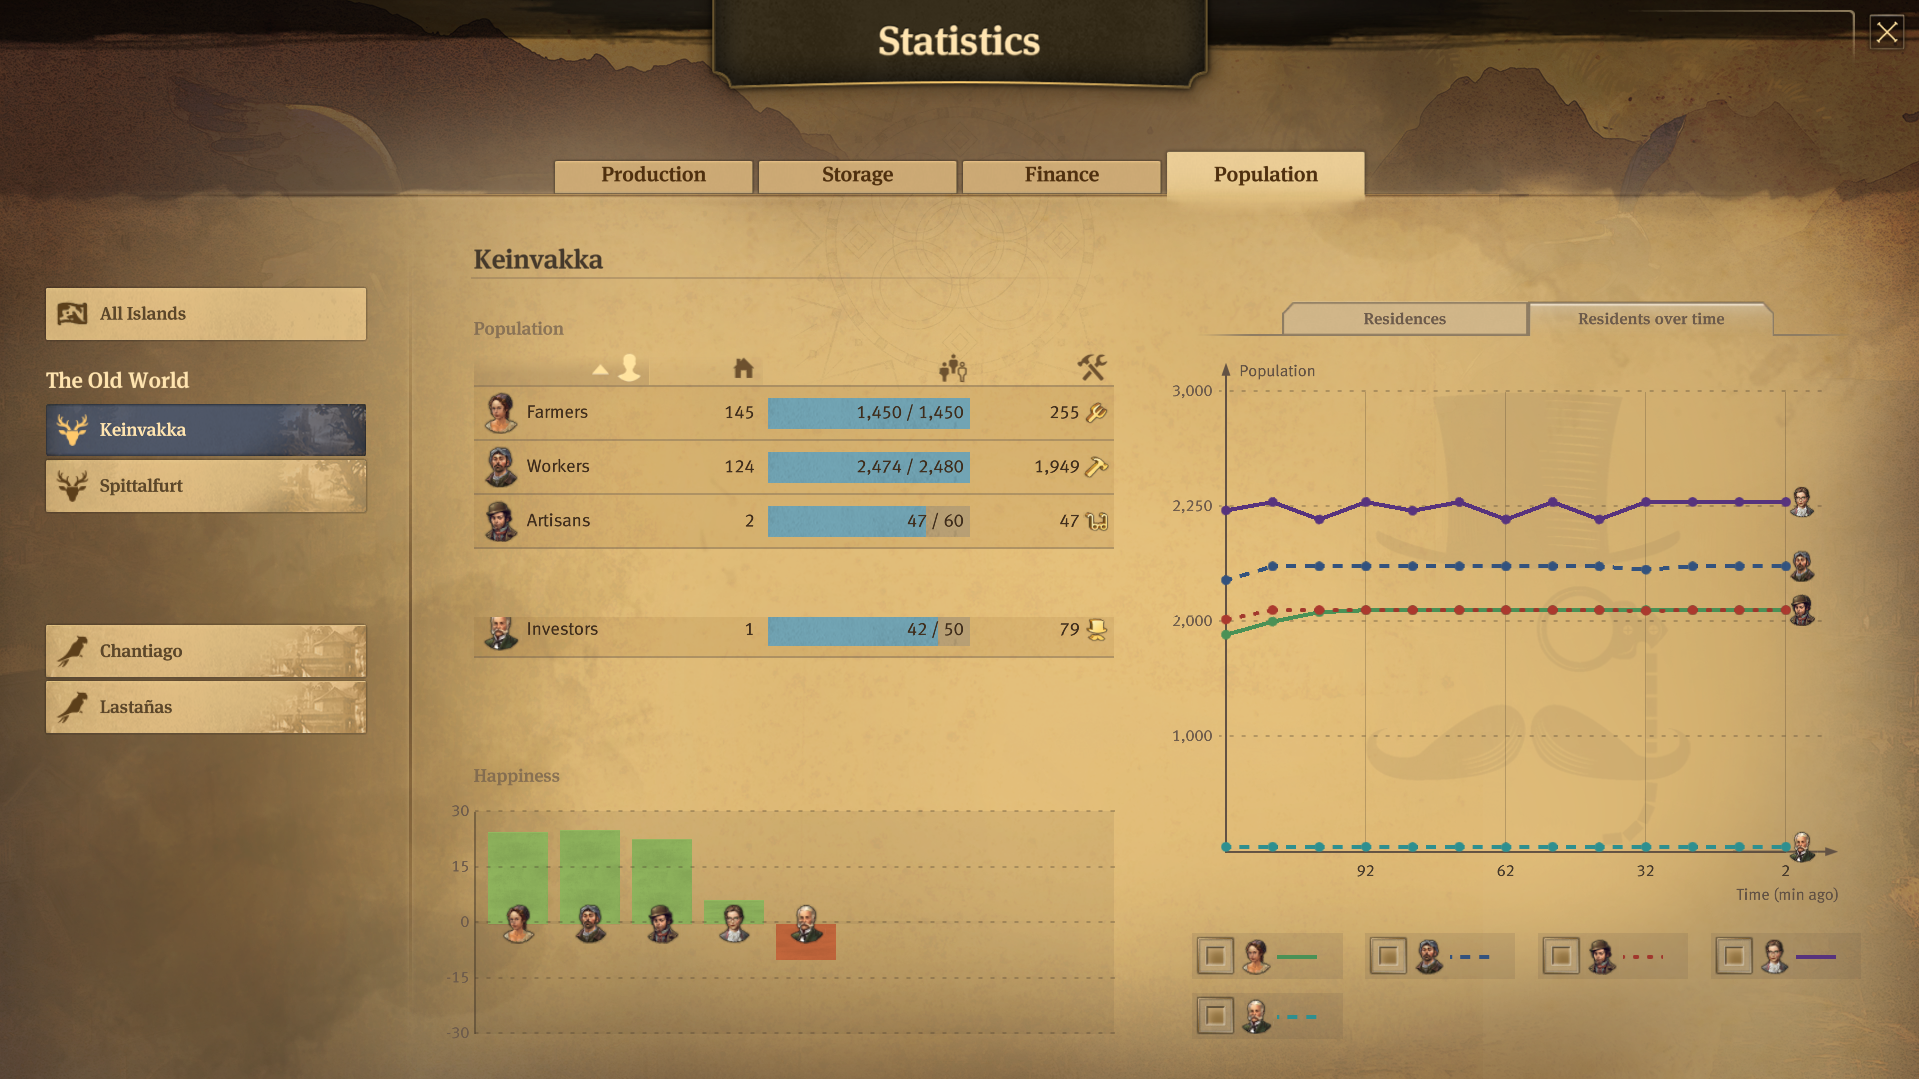 Statistics
Production
Storage
Finance
Population
Keinvakka
All Islands
The Old World
Keinvakka
Spittalfurt
Chantiago
Lastañas
Population
Farmers 145 1,450 / 1,450 255
Workers 124 2,474 / 2,480 1,949
Artisans 2 47 / 60 47
Investors 1 42 / 50 79
Happiness
30
15
0
-15
-30
Residences
Residents over time
Population
3,000
2,250
2,000
1,000
92 62 32 2
Time (min ago)